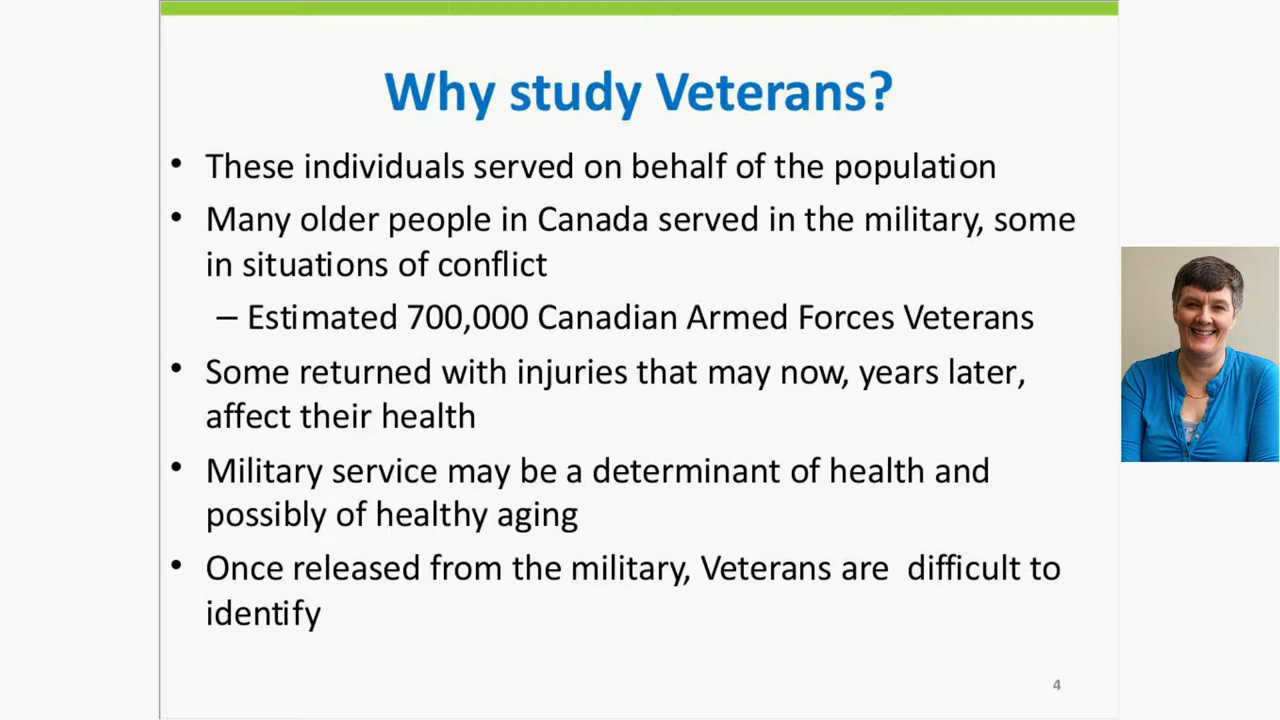 Why study Veterans?
• These individuals served on behalf of the population
• Many older people in Canada served in the military, some
in situations of conflict
– Estimated 700,000 Canadian Armed Forces Veterans
• Some returned with injuries that may now, years later,
affect their health
• Military service may be a determinant of health and
possibly of healthy aging
• Once released from the military, Veterans are  difficult to
identify
4